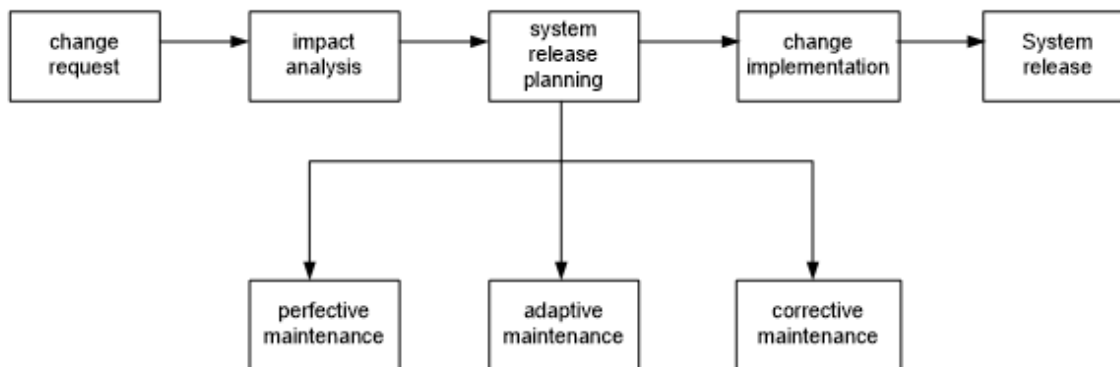 change
request
impact
analysis
system
release
planning
change
implementation
System
release
perfective
maintenance
adaptive
maintenance
corrective
maintenance